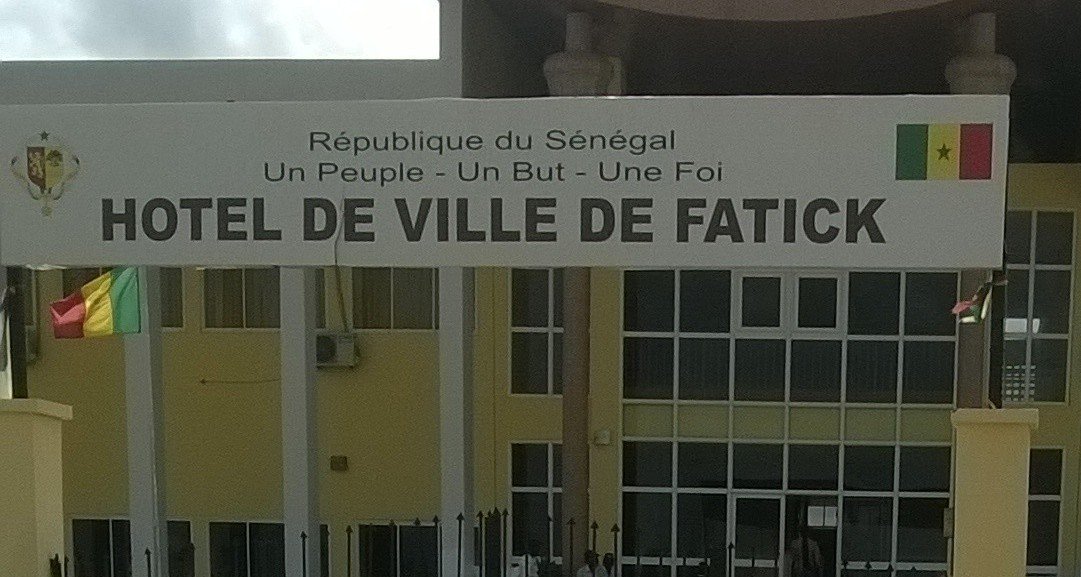 République du Sénégal
Un Peuple - Un But - Une Foi
HOTEL DE VILLE DE FATICK